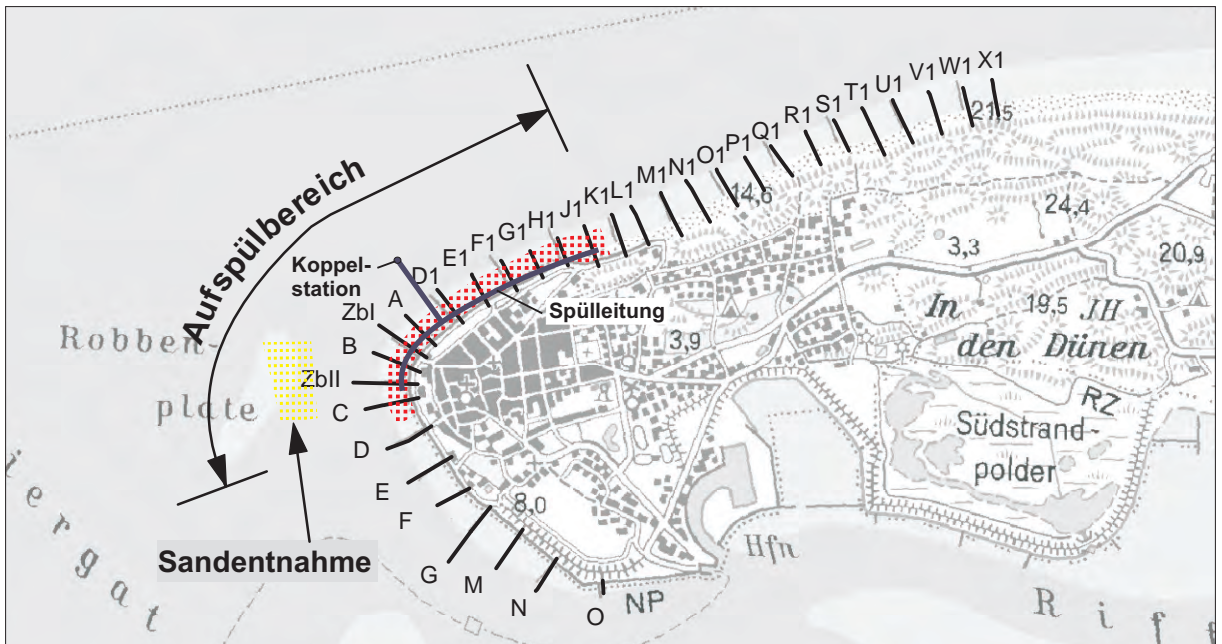 Aufspülbereich
Koppel-
station
Spülleitung
Sandentnahme
Robben-
plate
iergat
ZbI
A
D1
E1
F1
G1
H1
J1
K1
L1
M1
N1
O1
P1
Q1
R1
S1
T1
U1
V1
W1
X1
B
ZbII
C
D
E
F
G
M
N
O
21,5
14,6
24,4
3,3
20,9
19,5
JH
In
den Dünen
3,9
RZ
Südstrand-
polder
8,0
Hfn
NP
Riff